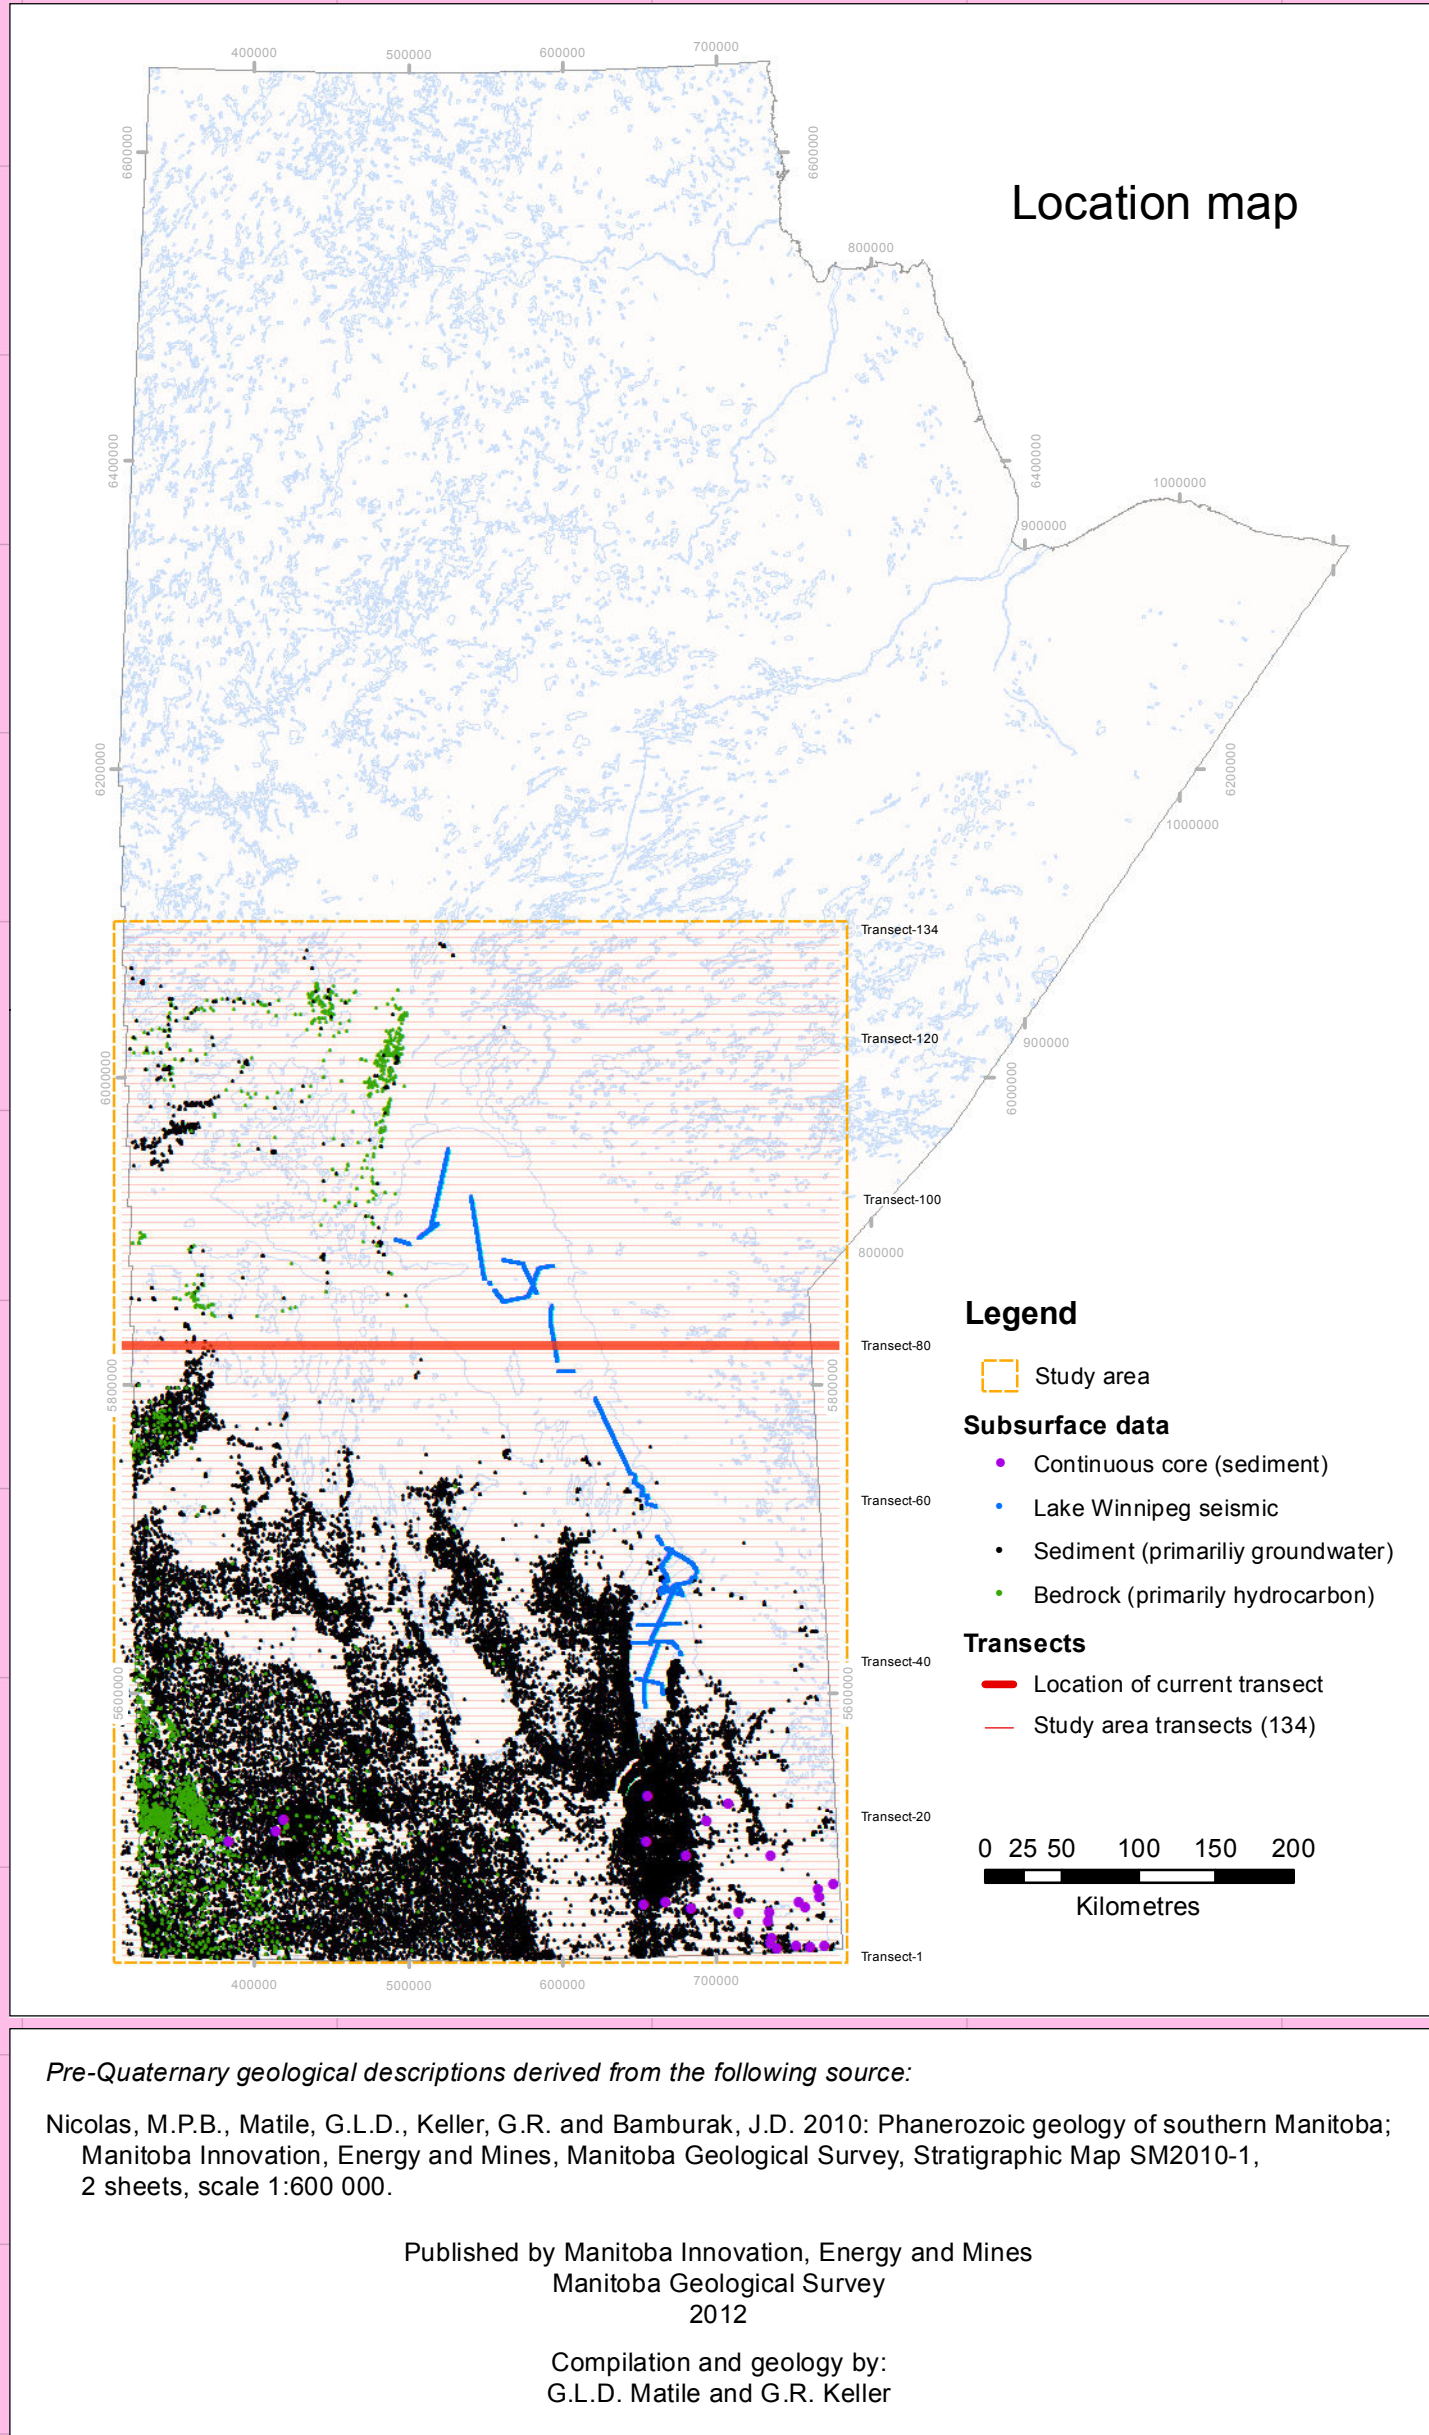 400000
500000
600000
700000
6600000
6600000
Location map
800000
6400000
6400000
1000000
900000
6200000
6200000
1000000
Transect-134
Transect-120
900000
6000000
6000000
Transect-100
800000
Legend
Transect-80
Study area
5800000
5800000
Subsurface data
Continuous core (sediment)
Transect-60
Lake Winnipeg seismic
Sediment (primariliy groundwater)
Bedrock (primarily hydrocarbon)
Transects
Transect-40
Location of current transect
5600000
5600000
Study area transects (134)
Transect-20
0 25 50 100 150 200
Kilometres
Transect-1
400000
500000
600000
700000
Pre-Quaternary geological descriptions derived from the following source:
Nicolas, M.P.B., Matile, G.L.D., Keller, G.R. and Bamburak, J.D. 2010: Phanerozoic geology of southern Manitoba;
Manitoba Innovation, Energy and Mines, Manitoba Geological Survey, Stratigraphic Map SM2010-1,
2 sheets, scale 1:600 000.
Published by Manitoba Innovation, Energy and Mines
Manitoba Geological Survey
2012
Compilation and geology by:
G.L.D. Matile and G.R. Keller